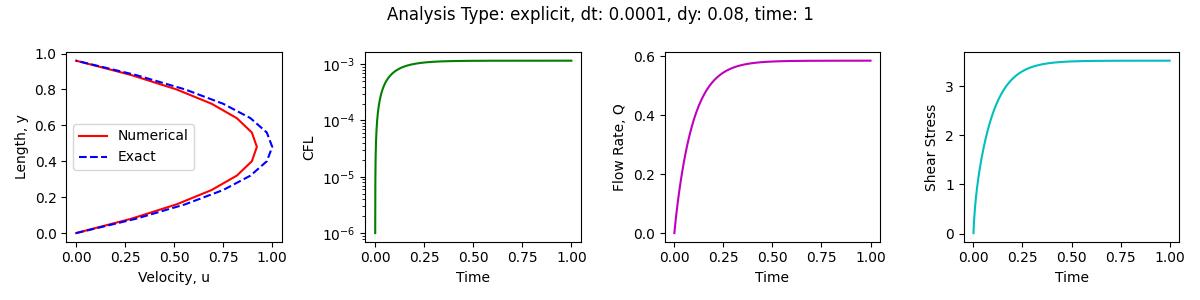 Analysis Type: explicit, dt: 0.0001, dy: 0.08, time: 1
Length, y
1.0
0.8
0.6
0.4
0.2
0.0
Numerical
Exact
0.00 0.25 0.50 0.75 1.00
Velocity, u
CFL
10⁻³
10⁻⁴
10⁻⁵
10⁻⁶
0.00 0.25 0.50 0.75 1.00
Time
Flow Rate, Q
0.6
0.4
0.2
0.0
0.00 0.25 0.50 0.75 1.00
Time
Shear Stress
3
2
1
0
0.00 0.25 0.50 0.75 1.00
Time